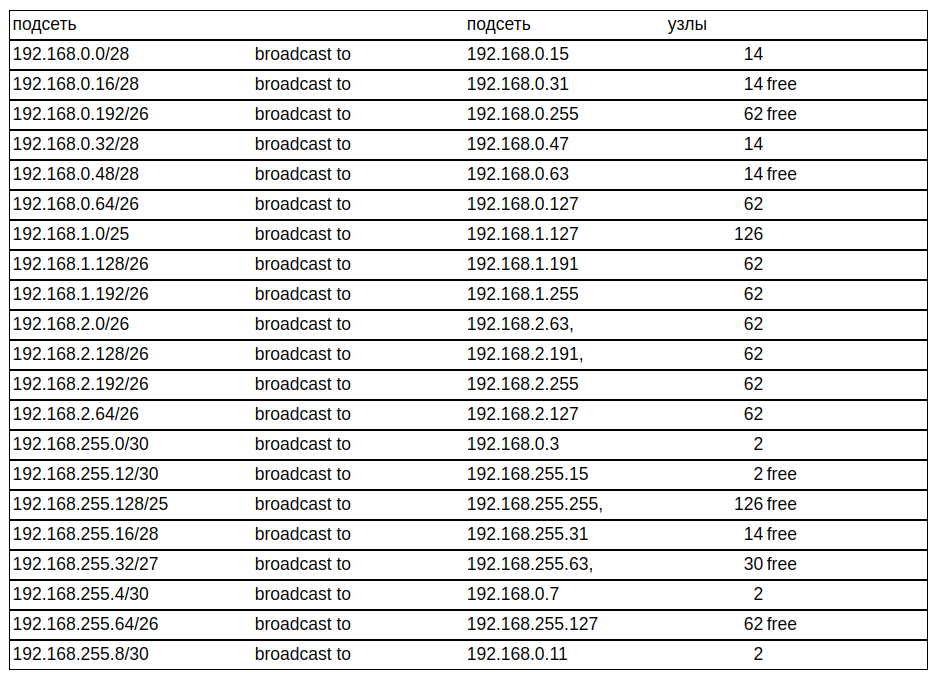 подсеть подсеть узлы
192.168.0.0/28 broadcast to 192.168.0.15 14
192.168.0.16/28 broadcast to 192.168.0.31 14 free
192.168.0.192/26 broadcast to 192.168.0.255 62 free
192.168.0.32/28 broadcast to 192.168.0.47 14
192.168.0.48/28 broadcast to 192.168.0.63 14 free
192.168.0.64/26 broadcast to 192.168.0.127 62
192.168.1.0/25 broadcast to 192.168.1.127 126
192.168.1.128/26 broadcast to 192.168.1.191 62
192.168.1.192/26 broadcast to 192.168.1.255 62
192.168.2.0/26 broadcast to 192.168.2.63, 62
192.168.2.128/26 broadcast to 192.168.2.191, 62
192.168.2.192/26 broadcast to 192.168.2.255 62
192.168.2.64/26 broadcast to 192.168.2.127 62
192.168.255.0/30 broadcast to 192.168.0.3 2
192.168.255.12/30 broadcast to 192.168.255.15 2 free
192.168.255.128/25 broadcast to 192.168.255.255, 126 free
192.168.255.16/28 broadcast to 192.168.255.31 14 free
192.168.255.32/27 broadcast to 192.168.255.63, 30 free
192.168.255.4/30 broadcast to 192.168.0.7 2
192.168.255.64/26 broadcast to 192.168.255.127 62 free
192.168.255.8/30 broadcast to 192.168.0.11 2